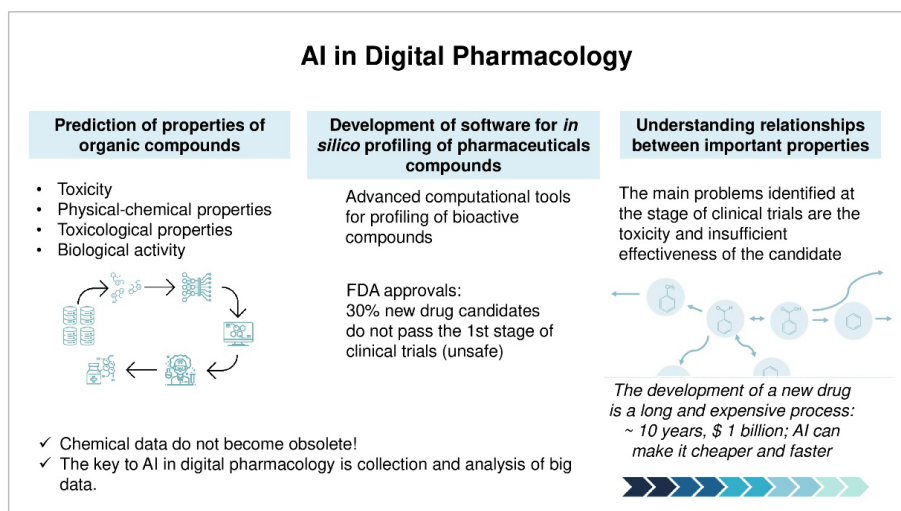 AI in Digital Pharmacology
Prediction of properties of
organic compounds
• Toxicity
• Physical-chemical properties
• Toxicological properties
• Biological activity
Development of software for in
silico profiling of pharmaceuticals
compounds
Advanced computational tools
for profiling of bioactive
compounds
FDA approvals:
30% new drug candidates
do not pass the 1st stage of
clinical trials (unsafe)
Understanding relationships
between important properties
The main problems identified at
the stage of clinical trials are the
toxicity and insufficient
effectiveness of the candidate
The development of a new drug
is a long and expensive process:
~ 10 years, $ 1 billion; AI can
make it cheaper and faster
✓ Chemical data do not become obsolete!
✓ The key to AI in digital pharmacology is collection and analysis of big
data.